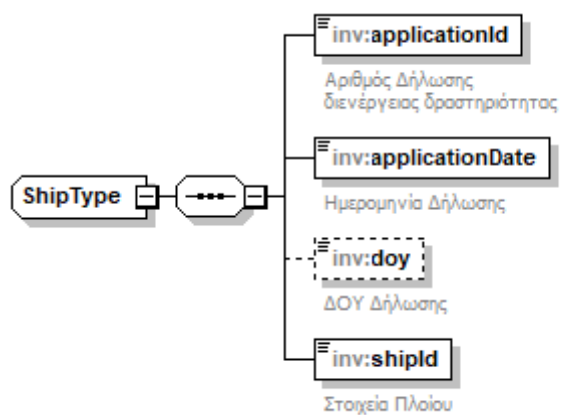 inv:applicationId
Αριθμός Δήλωσης
διενέργειας δραστηριότητας
inv:applicationDate
Ημερομηνία Δήλωσης
ShipType
inv:doy
ΔΟΥ Δήλωσης
inv:shipId
Στοιχεία Πλοίου